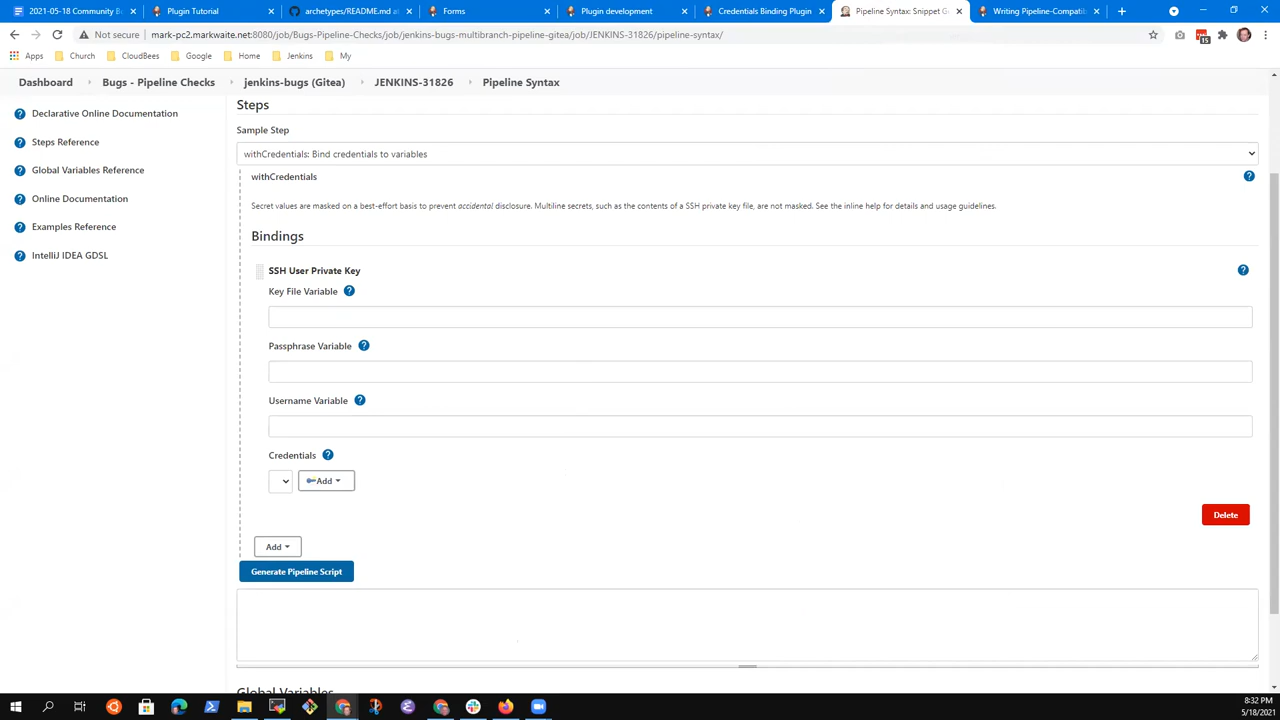 2021-05-18 Community B
Plugin Tutorial
archetypes/README.md a
Forms
Plugin development
Credentials Binding Plugin
Pipeline Syntax: Snippet G
Writing Pipeline-Compati
Not secure
mark-pc2.markwaite.net:8080/job/Bugs-Pipeline-Checks/job/jenkins-bugs-multibranch-pipeline-gitea/job/JENKINS-31826/pipeline-syntax/
15
Apps
Church
CloudBees
Google
Home
Jenkins
My
Dashboard
Bugs - Pipeline Checks
jenkins-bugs (Gitea)
JENKINS-31826
Pipeline Syntax
Declarative Online Documentation
Steps Reference
Global Variables Reference
Online Documentation
Examples Reference
IntelliJ IDEA GDSL
Steps
Sample Step
withCredentials: Bind credentials to variables
withCredentials
Secret values are masked on a best-effort basis to prevent accidental disclosure. Multiline secrets, such as the contents of a SSH private key file, are not masked. See the inline help for details and usage guidelines.
Bindings
SSH User Private Key
Key File Variable
Passphrase Variable
Username Variable
Credentials
Add
Delete
Add
Generate Pipeline Script
Global Variables
8:32 PM
5/18/2021